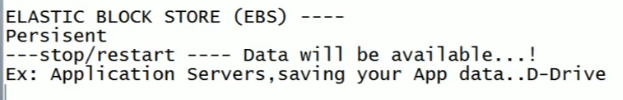 ELASTIC BLOCK STORE (EBS) ----
Persisent
---stop/restart ---- Data will be available...!
Ex: Application Servers,saving your App data..D-Drive